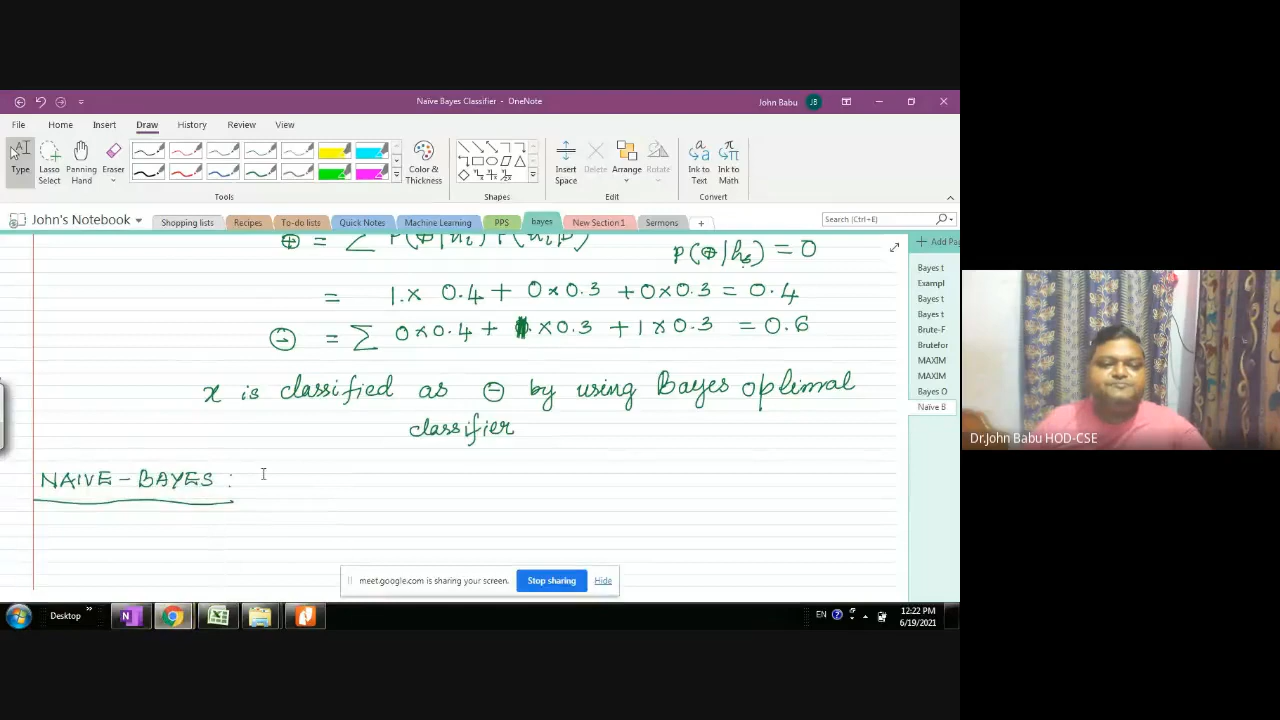 Naïve Bayes Classifier - OneNote
John Babu JB
File Home Insert Draw History Review View
Type Lasso Select Panning Hand Eraser Color & Thickness Insert Space Delete Arrange Rotate Ink to Text Ink to Math
Tools Shapes Edit Convert
John's Notebook Shopping lists Recipes To-do lists Quick Notes Machine Learning PPS bayes New Section 1 Sermons Search (Ctrl+E)
Add Pa
Bayes t
Exampl
Bayes t
Bayes t
Brute-F
Brutefor
MAXIM
MAXIM
Bayes O
Naïve B
⊕ = ∑ P(⊕|hi) P(hi|D)
P(⊕|h3) = 0
= 1.× 0.4 + 0×0.3 + 0×0.3 = 0.4
⊖ = ∑ 0×0.4 + 1.×0.3 + 1×0.3 = 0.6
x is classified as ⊖ by using Bayes optimal
classifier
NAIVE - BAYES :
Dr.John Babu HOD-CSE
meet.google.com is sharing your screen. Stop sharing Hide
Desktop » EN 12:22 PM
6/19/2021